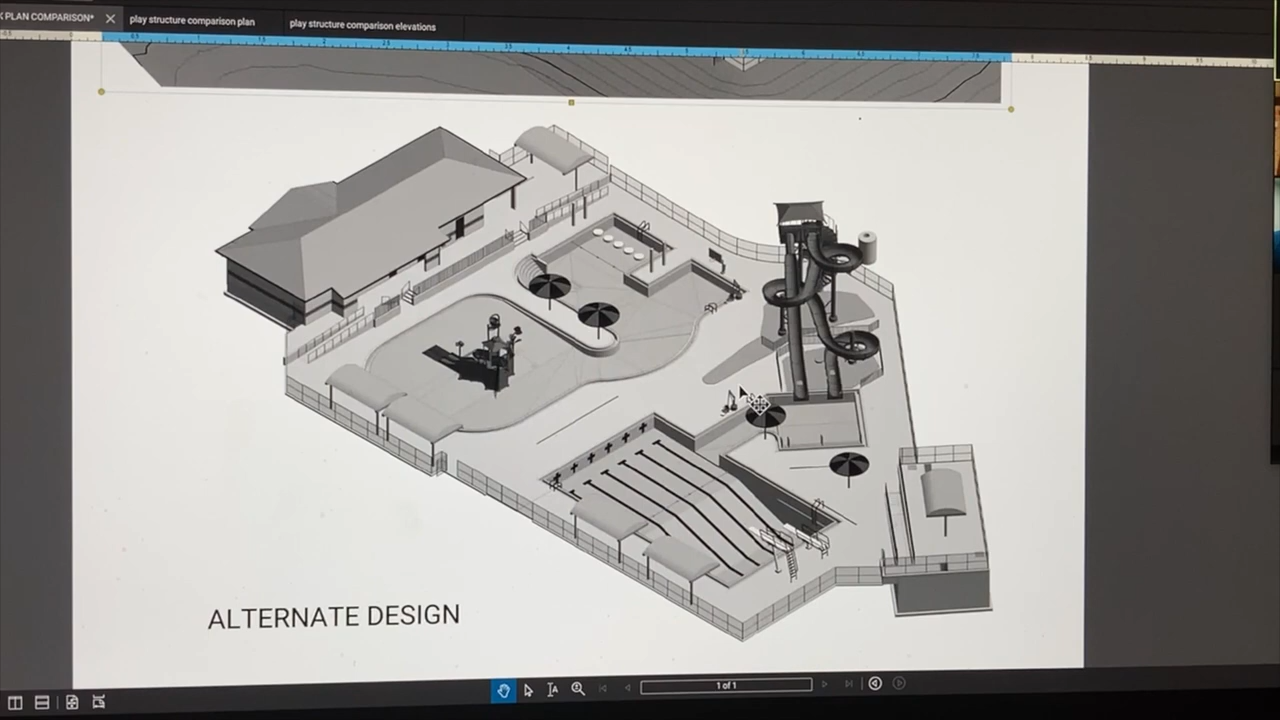 PLAN COMPARISON*
play structure comparison plan
play structure comparison elevations
ALTERNATE DESIGN
1 of 1